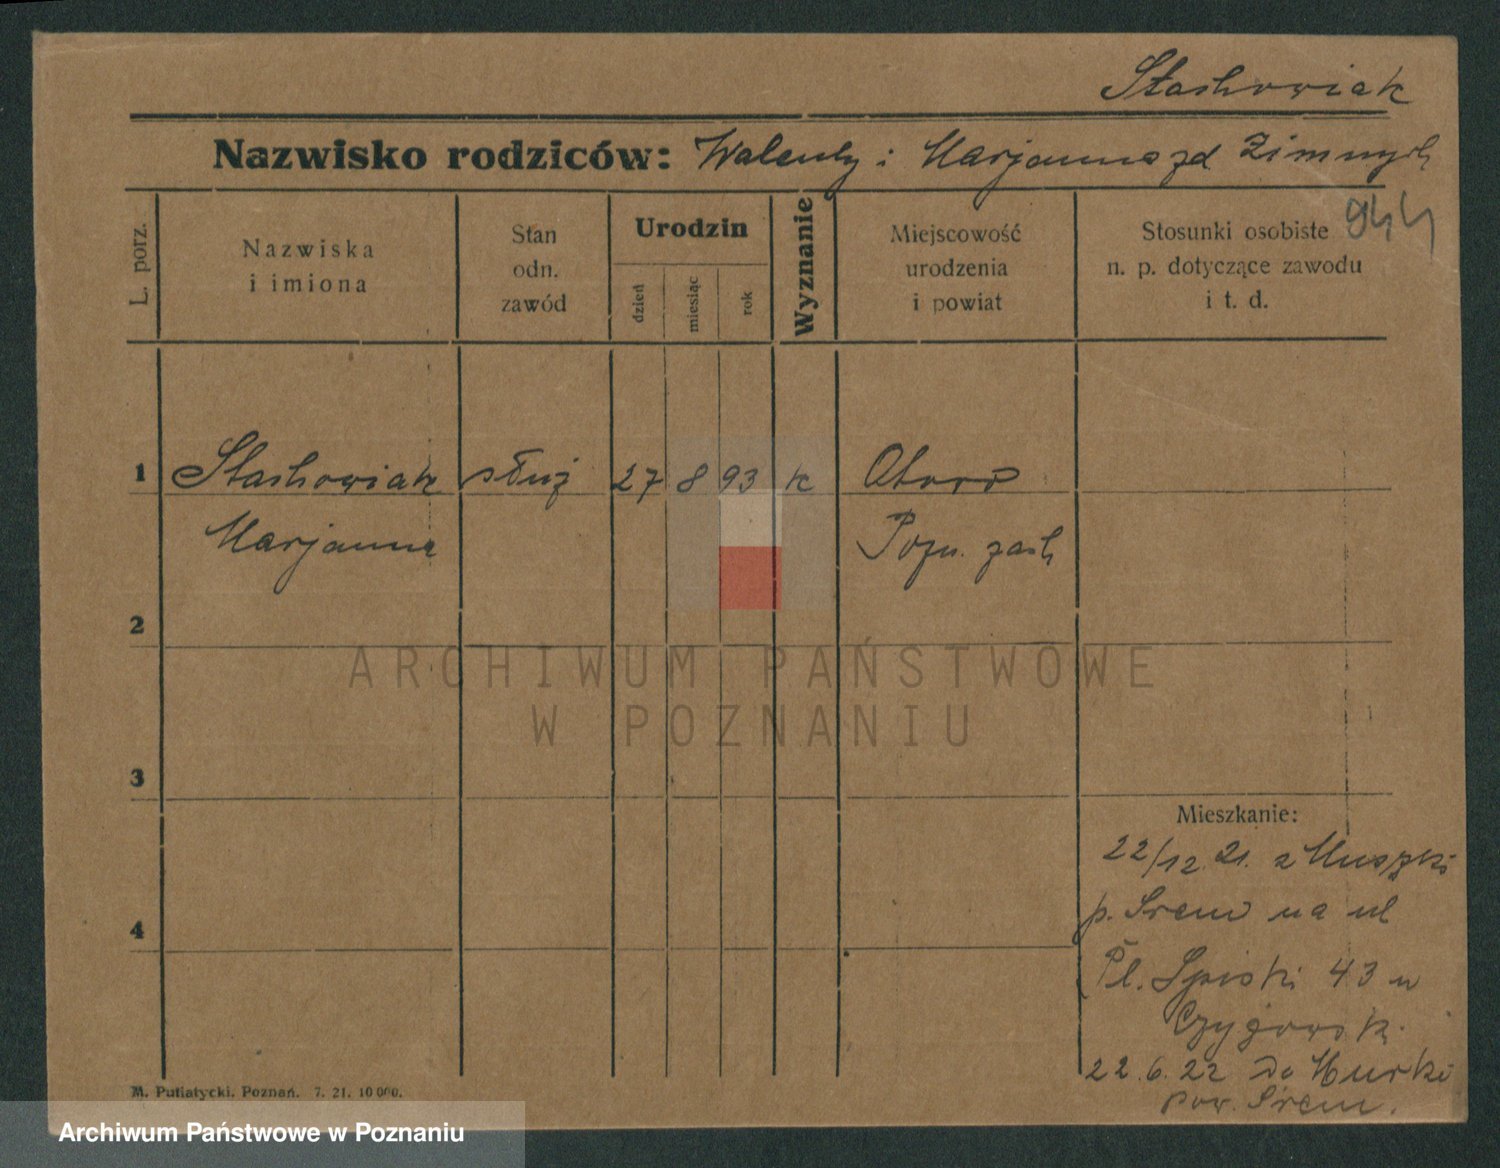 Stachowiak
Nazwisko rodziców: Walenty i Marjanna zd Zimnych
944
L. porz.
Nazwiska
i imiona
Stan
odn.
zawód
Urodzin
dzień
miesiąc
rok
Wyznanie
Miejscowość
urodzenia
i powiat
Stosunki osobiste
n. p. dotyczące zawodu
i t. d.
1 Stachowiak służ 27 8 93 k
Marjanna Pozn. zach
2
ARCHIWUM PAŃSTWOWE
W POZNANIU
3
Mieszkanie:
22/12. 21. z
p. Śrem na ul
4
Pl. 43 u
22.6.22 do
pow. Śrem.
M. Putiatycki. Poznań. 7. 21. 10 000.
Archiwum Państwowe w Poznaniu